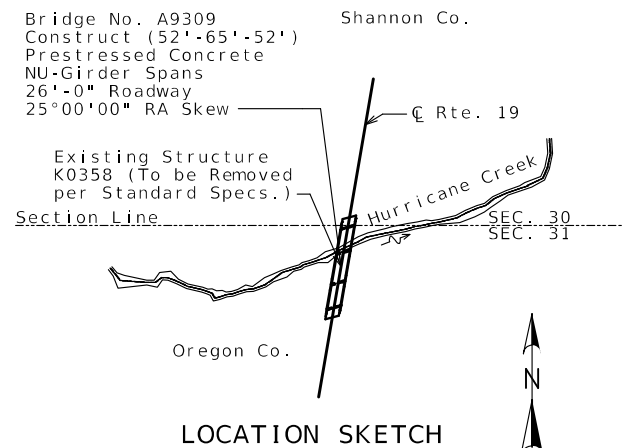 Bridge No. A9309
Construct (52'-65'-52')
Prestressed Concrete
NU-Girder Spans
26'-0" Roadway
25°00'00" RA Skew
Shannon Co.
℄ Rte. 19
Existing Structure
K0358 (To be Removed
per Standard Specs.)
Hurricane Creek
Section Line
SEC. 30
SEC. 31
Oregon Co.
N
LOCATION SKETCH